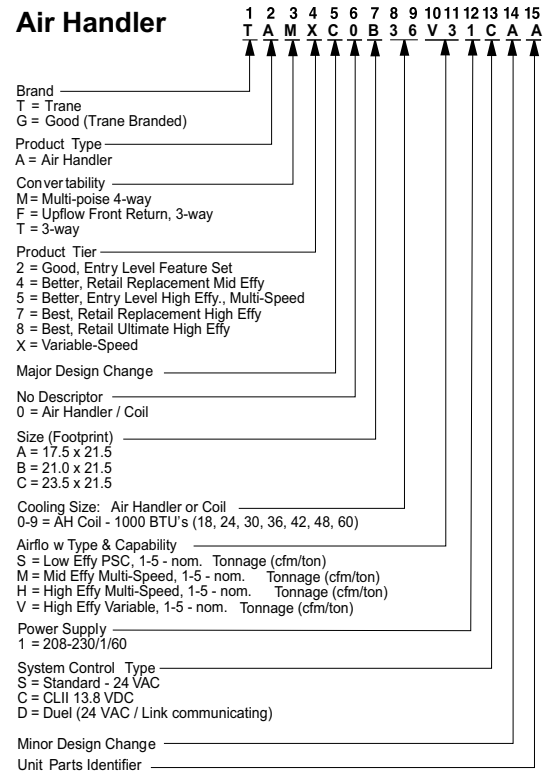 Air Handler
1 2 3 4 5 6 7 8 9 10 11 12 13 14 15
T A M X C 0 B 3 6 V 3 1 C A A
Brand
T = Trane
G = Good (Trane Branded)
Product Type
A = Air Handler
Convertability
M = Multi-poise 4-way
F = Upflow Front Return, 3-way
T = 3-way
Product Tier
2 = Good, Entry Level Feature Set
4 = Better, Retail Replacement Mid Effy
5 = Better, Entry Level High Effy., Multi-Speed
7 = Best, Retail Replacement High Effy
8 = Best, Retail Ultimate High Effy
X = Variable-Speed
Major Design Change
No Descriptor
0 = Air Handler / Coil
Size (Footprint)
A = 17.5 x 21.5
B = 21.0 x 21.5
C = 23.5 x 21.5
Cooling Size: Air Handler or Coil
0-9 = AH Coil - 1000 BTU's (18, 24, 30, 36, 42, 48, 60)
Airflo w Type & Capability
S = Low Effy PSC, 1-5 - nom. Tonnage (cfm/ton)
M = Mid Effy Multi-Speed, 1-5 - nom. Tonnage (cfm/ton)
H = High Effy Multi-Speed, 1-5 - nom. Tonnage (cfm/ton)
V = High Effy Variable, 1-5 - nom. Tonnage (cfm/ton)
Power Supply
1 = 208-230/1/60
System Control Type
S = Standard - 24 VAC
C = CLII 13.8 VDC
D = Duel (24 VAC / Link communicating)
Minor Design Change
Unit Parts Identifier